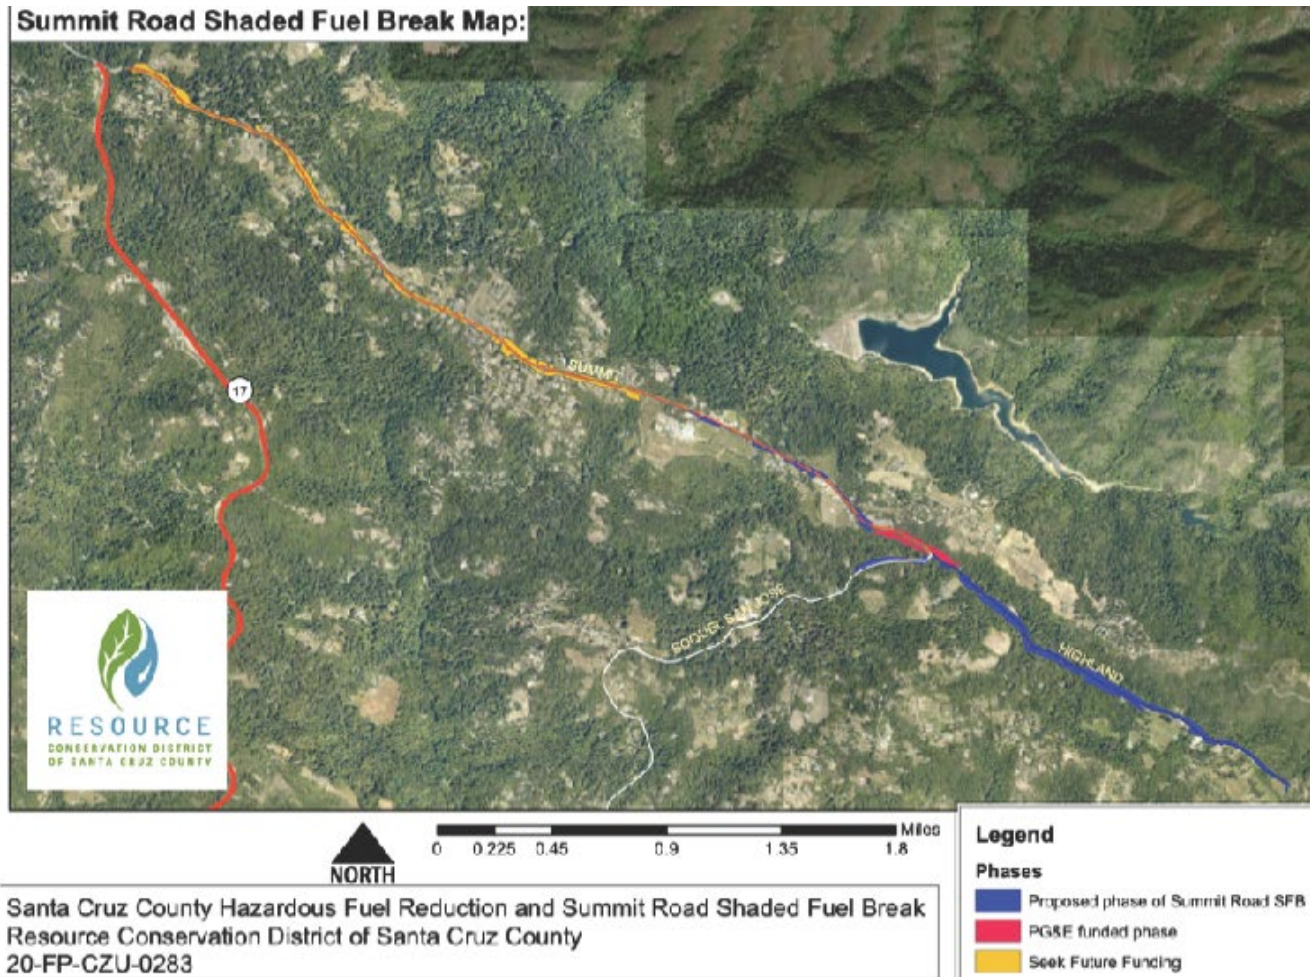 Summit Road Shaded Fuel Break Map:
17
SUMMIT
SOQUEL SAN JOSE
HIGHLAND
RESOURCE
CONSERVATION DISTRICT
OF SANTA CRUZ COUNTY
NORTH
0 0.225 0.45 0.9 1.35 1.8 Miles
Legend
Phases
Proposed phase of Summit Road SFB
PG&E funded phase
Seek Future Funding
Santa Cruz County Hazardous Fuel Reduction and Summit Road Shaded Fuel Break
Resource Conservation District of Santa Cruz County
20-FP-CZU-0283